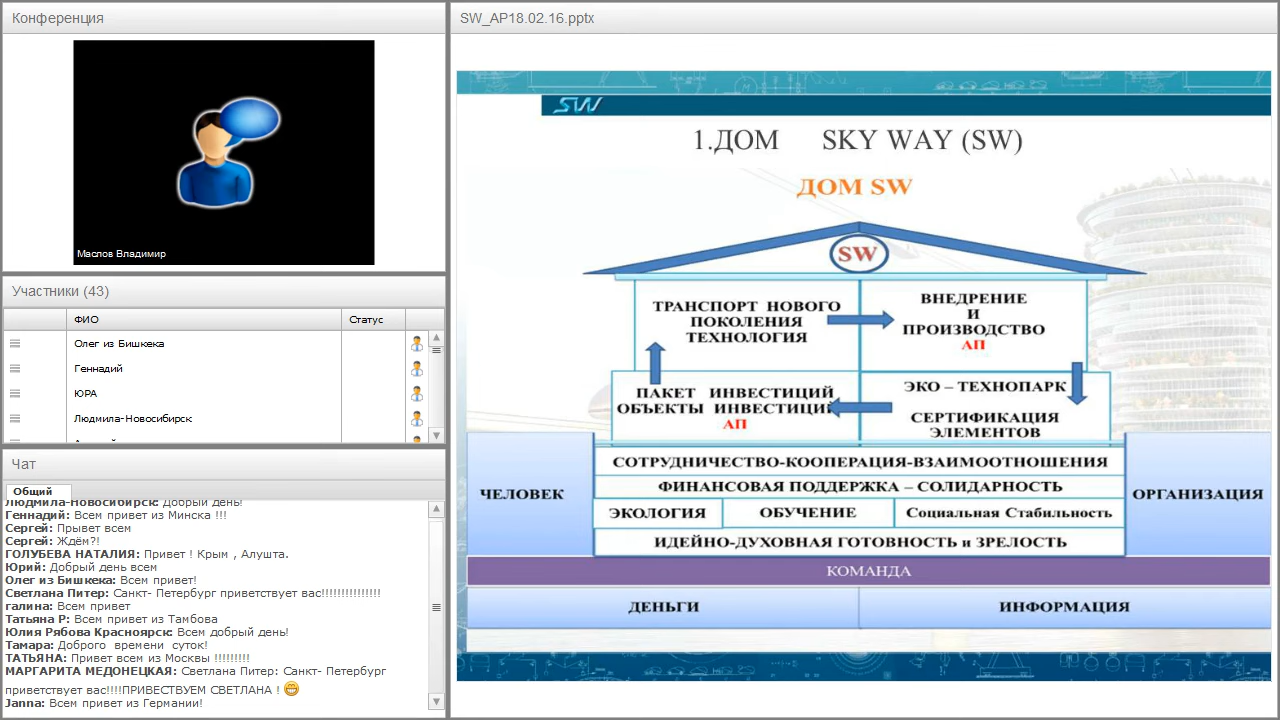 Конференция
Маслов Владимир
Участники (43)
ФИО
Статус
Олег из Бишкека
Геннадий
ЮРА
Людмила-Новосибирск
Чат
Общий
Людмила-Новосибирск: Добрый день!
Геннадий: Всем привет из Минска !!!
Сергей: Прывет всем
Сергей: Ждём?!
ГОЛУБЕВА НАТАЛИЯ: Привет ! Крым , Алушта.
Юрий: Добрый день всем
Олег из Бишкека: Всем привет!
Светлана Питер: Санкт- Петербург приветствует вас!!!!!!!!!!!!!!!
галина: Всем привет
Татьяна Р: Всем привет из Тамбова
Юлия Рябова Красноярск: Всем добрый день!
Тамара: Доброго времени суток!
ТАТЬЯНА: Привет всем из Москвы !!!!!!!!!
МАРГАРИТА МЕДОНЕЦКАЯ: Светлана Питер: Санкт- Петербург
приветствует вас!!!!ПРИВЕСТВУЕМ СВЕТЛАНА !
Janna: Всем привет из Германии!
SW_AP18.02.16.pptx
SW
1.ДОМ SKY WAY (SW)
ДОМ SW
SW
ТРАНСПОРТ НОВОГО
ПОКОЛЕНИЯ
ТЕХНОЛОГИЯ
ВНЕДРЕНИЕ
И
ПРОИЗВОДСТВО
АП
ПАКЕТ ИНВЕСТИЦИЙ
ОБЪЕКТЫ ИНВЕСТИЦИЙ
АП
ЭКО – ТЕХНОПАРК
СЕРТИФИКАЦИЯ
ЭЛЕМЕНТОВ
ЧЕЛОВЕК
СОТРУДНИЧЕСТВО-КООПЕРАЦИЯ-ВЗАИМООТНОШЕНИЯ
ФИНАНСОВАЯ ПОДДЕРЖКА – СОЛИДАРНОСТЬ
ЭКОЛОГИЯ
ОБУЧЕНИЕ
Социальная Стабильность
ИДЕЙНО-ДУХОВНАЯ ГОТОВНОСТЬ и ЗРЕЛОСТЬ
ОРГАНИЗАЦИЯ
КОМАНДА
ДЕНЬГИ
ИНФОРМАЦИЯ